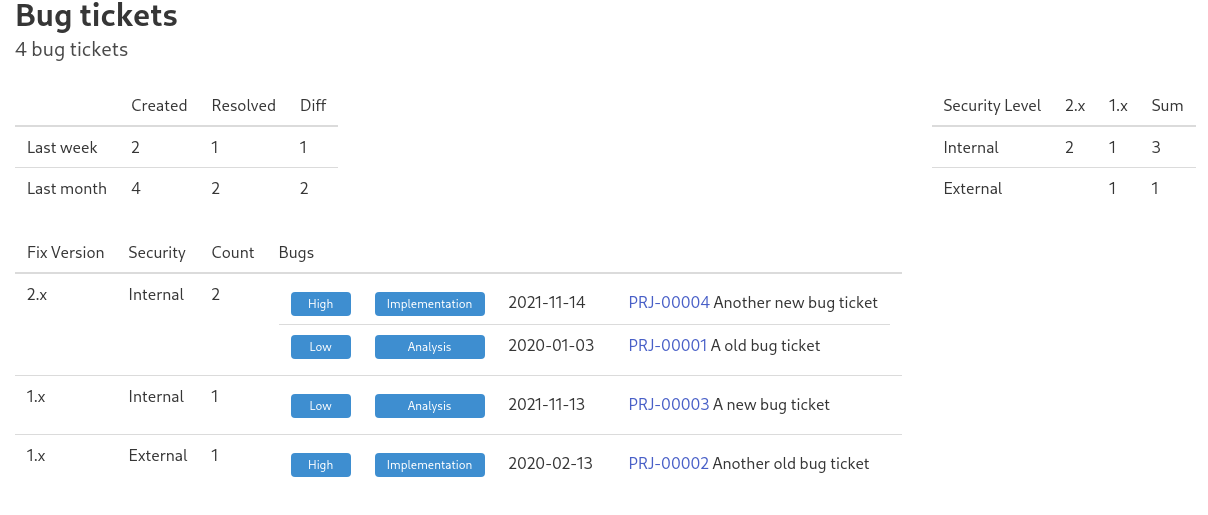 Bug tickets
4 bug tickets
Created Resolved Diff
Last week 2 1 1
Last month 4 2 2
Security Level 2.x 1.x Sum
Internal 2 1 3
External 1 1
Fix Version Security Count Bugs
2.x Internal 2 High Implementation 2021-11-14 PRJ-00004 Another new bug ticket
Low Analysis 2020-01-03 PRJ-00001 A old bug ticket
1.x Internal 1 Low Analysis 2021-11-13 PRJ-00003 A new bug ticket
1.x External 1 High Implementation 2020-02-13 PRJ-00002 Another old bug ticket